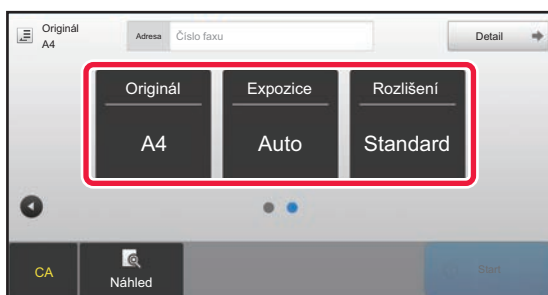 Originál
A4
Adresa Číslo faxu
Detail
Originál Expozice Rozlišení
A4 Auto Standard
CA
Náhled
Start